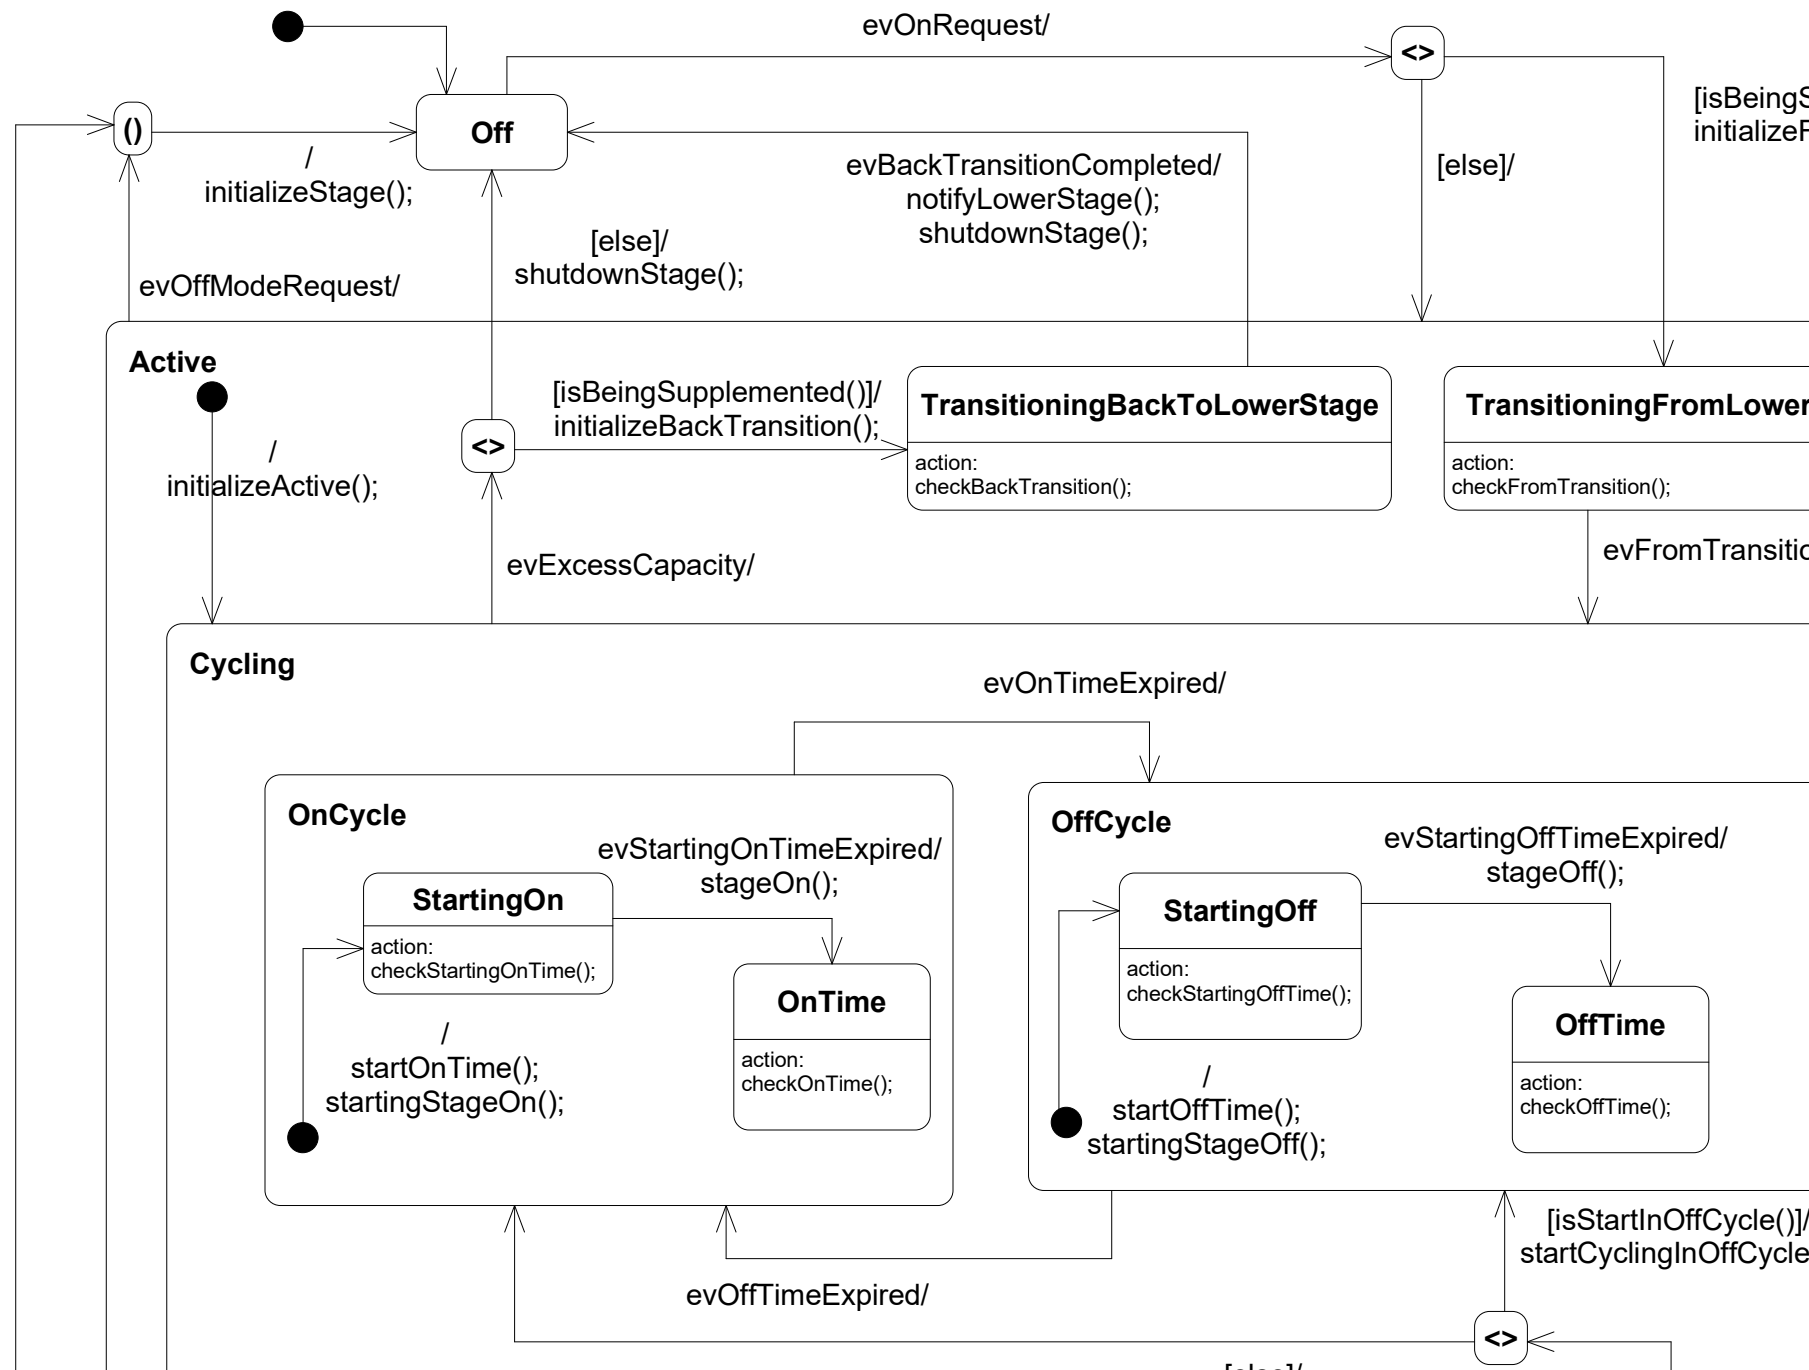 evOnRequest/
<>
[isBeingS
initializeF
()
Off
/
initializeStage();
evBackTransitionCompleted/
notifyLowerStage();
shutdownStage();
[else]/
[else]/
shutdownStage();
evOffModeRequest/
Active
/
initializeActive();
<>
[isBeingSupplemented()]/
initializeBackTransition();
TransitioningBackToLowerStage
action:
checkBackTransition();
TransitioningFromLower
action:
checkFromTransition();
evExcessCapacity/
evFromTransitio
Cycling
evOnTimeExpired/
OnCycle
evStartingOnTimeExpired/
stageOn();
StartingOn
action:
checkStartingOnTime();
OnTime
action:
checkOnTime();
/
startOnTime();
startingStageOn();
OffCycle
evStartingOffTimeExpired/
stageOff();
StartingOff
action:
checkStartingOffTime();
OffTime
action:
checkOffTime();
/
startOffTime();
startingStageOff();
[isStartInOffCycle()]/
startCyclingInOffCycle
evOffTimeExpired/
<>
[else]/